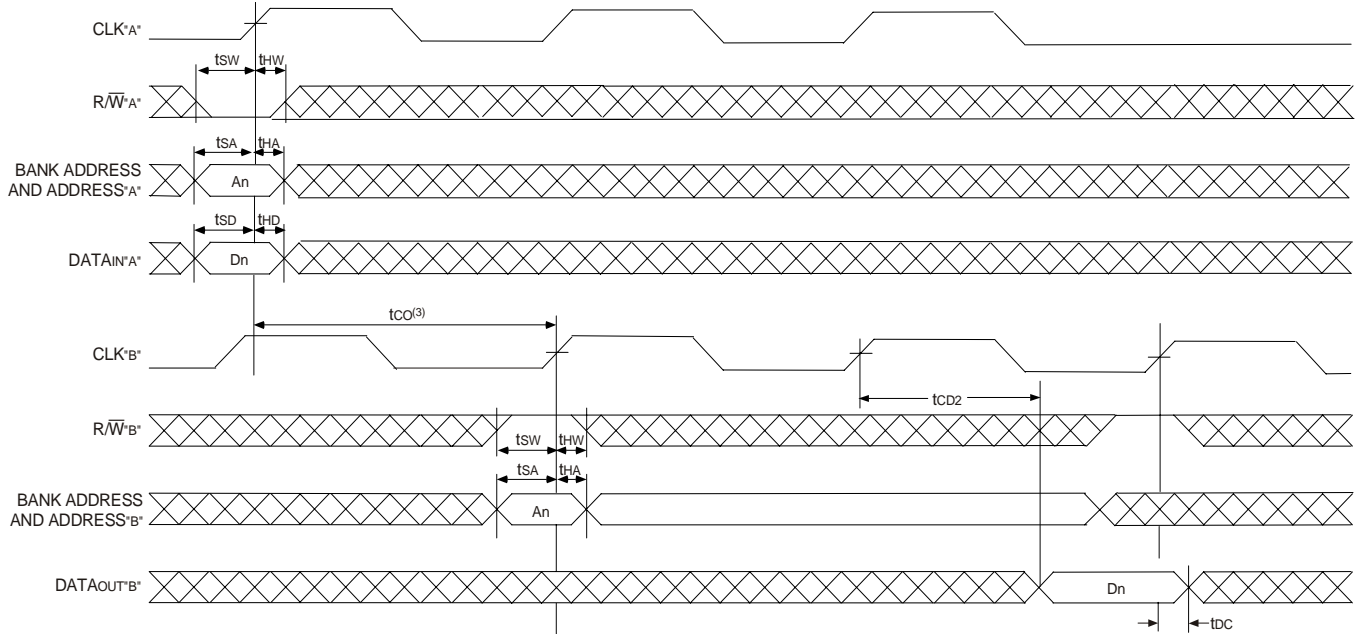 CLK"A"
tSW tHW
R/W̅"A"
tSA tHA
BANK ADDRESS
AND ADDRESS"A"
An
tSD tHD
DATAIN"A"
Dn
tCO(3)
CLK"B"
tCD2
R/W̅"B"
tSW tHW
tSA tHA
BANK ADDRESS
AND ADDRESS"B"
An
DATAOUT"B"
Dn
tDC